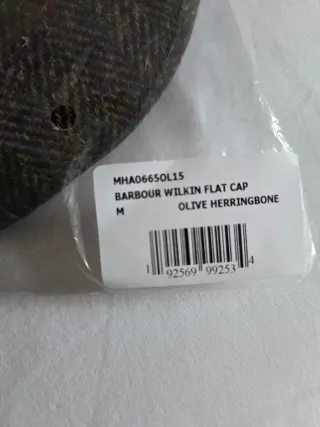 MHA0665OL15
BARBOUR WILKIN FLAT CAP
M OLIVE HERRINGBONE
1 92569 99253 4